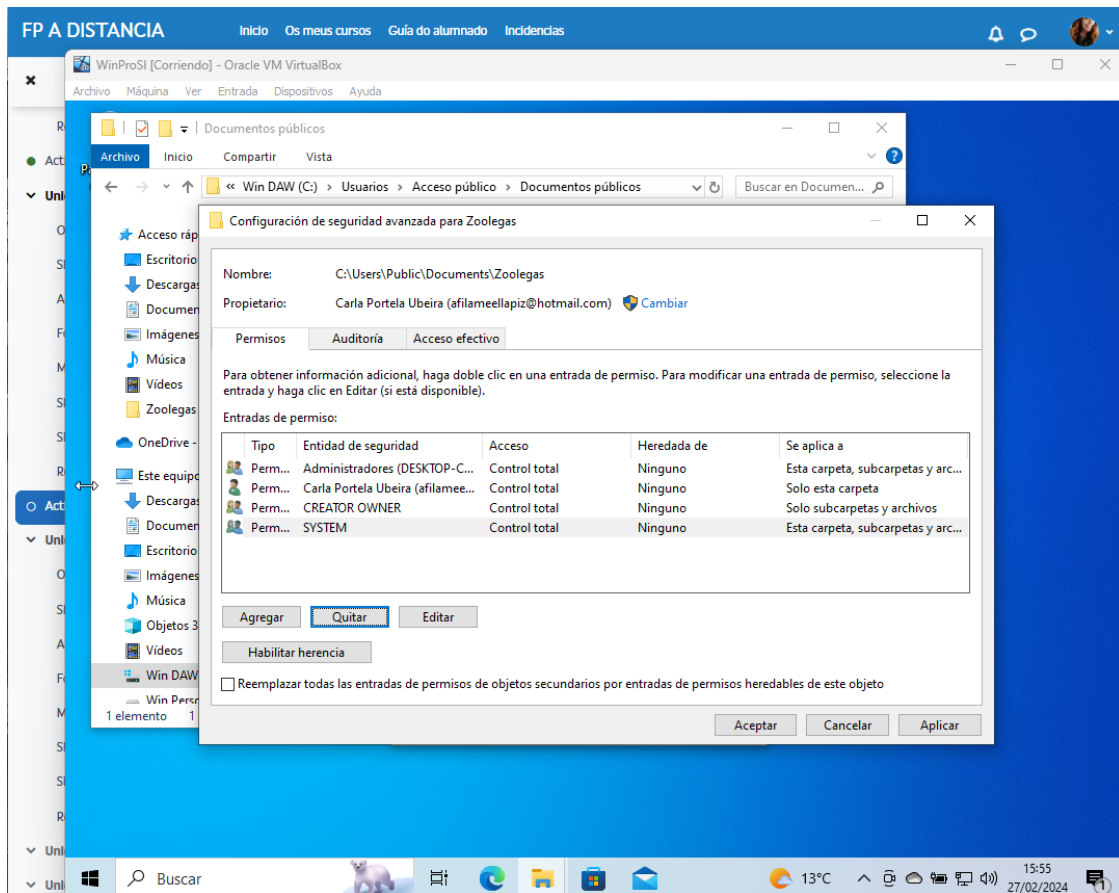 FP A DISTANCIA Inicio Os meus cursos Guía do alumnado Incidencias
WinProSI [Corriendo] - Oracle VM VirtualBox
Archivo Máquina Ver Entrada Dispositivos Ayuda
Documentos públicos
Archivo Inicio Compartir Vista
« Win DAW (C:) › Usuarios › Acceso público › Documentos públicos
Buscar en Documen...
Configuración de seguridad avanzada para Zoolegas
Nombre: C:\Users\Public\Documents\Zoolegas
Propietario: Carla Portela Ubeira (afilameellapiz@hotmail.com) Cambiar
Permisos Auditoría Acceso efectivo
Para obtener información adicional, haga doble clic en una entrada de permiso. Para modificar una entrada de permiso, seleccione la
entrada y haga clic en Editar (si está disponible).
Entradas de permiso:
Tipo Entidad de seguridad Acceso Heredada de Se aplica a
Perm... Administradores (DESKTOP-C... Control total Ninguno Esta carpeta, subcarpetas y arc...
Perm... Carla Portela Ubeira (afilamee... Control total Ninguno Solo esta carpeta
Perm... CREATOR OWNER Control total Ninguno Solo subcarpetas y archivos
Perm... SYSTEM Control total Ninguno Esta carpeta, subcarpetas y arc...
Agregar Quitar Editar
Habilitar herencia
Reemplazar todas las entradas de permisos de objetos secundarios por entradas de permisos heredables de este objeto
Aceptar Cancelar Aplicar
Acceso ráp
Escritorio
Descargas
Documen
Imágenes
Música
Vídeos
Zoolegas
OneDrive -
Este equipo
Descargas
Documen
Escritorio
Imágenes
Música
Objetos 3
Vídeos
Win DAW
Win Perso
1 elemento 1
Act
Uni
Act
Uni
Uni
Uni
Buscar
13°C
15:55
27/02/2024